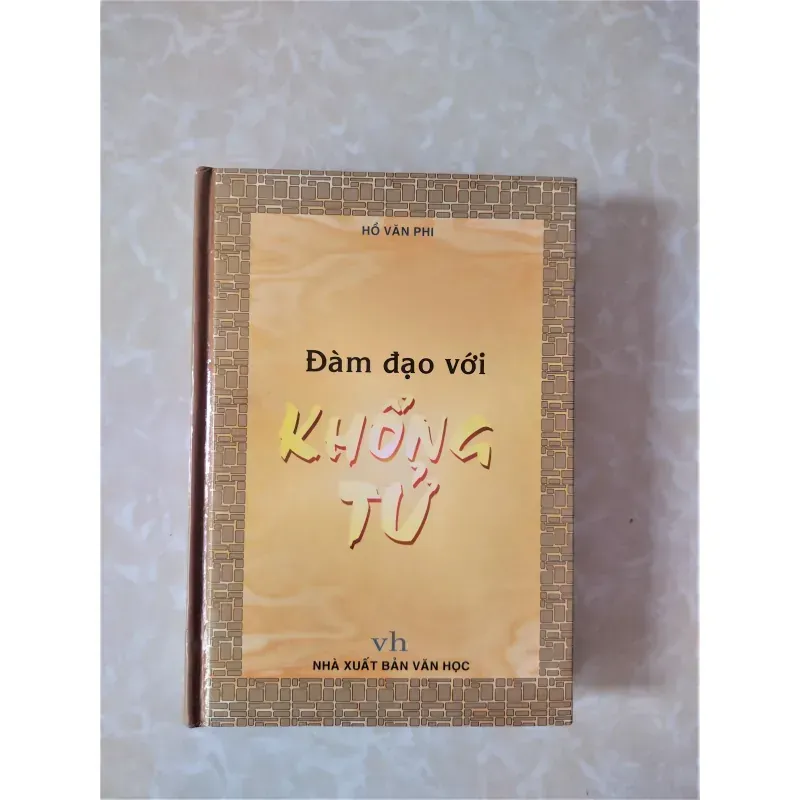 HỒ VĂN PHI
Đàm đạo với
KHỔNG
TỬ
vh
NHÀ XUẤT BẢN VĂN HỌC